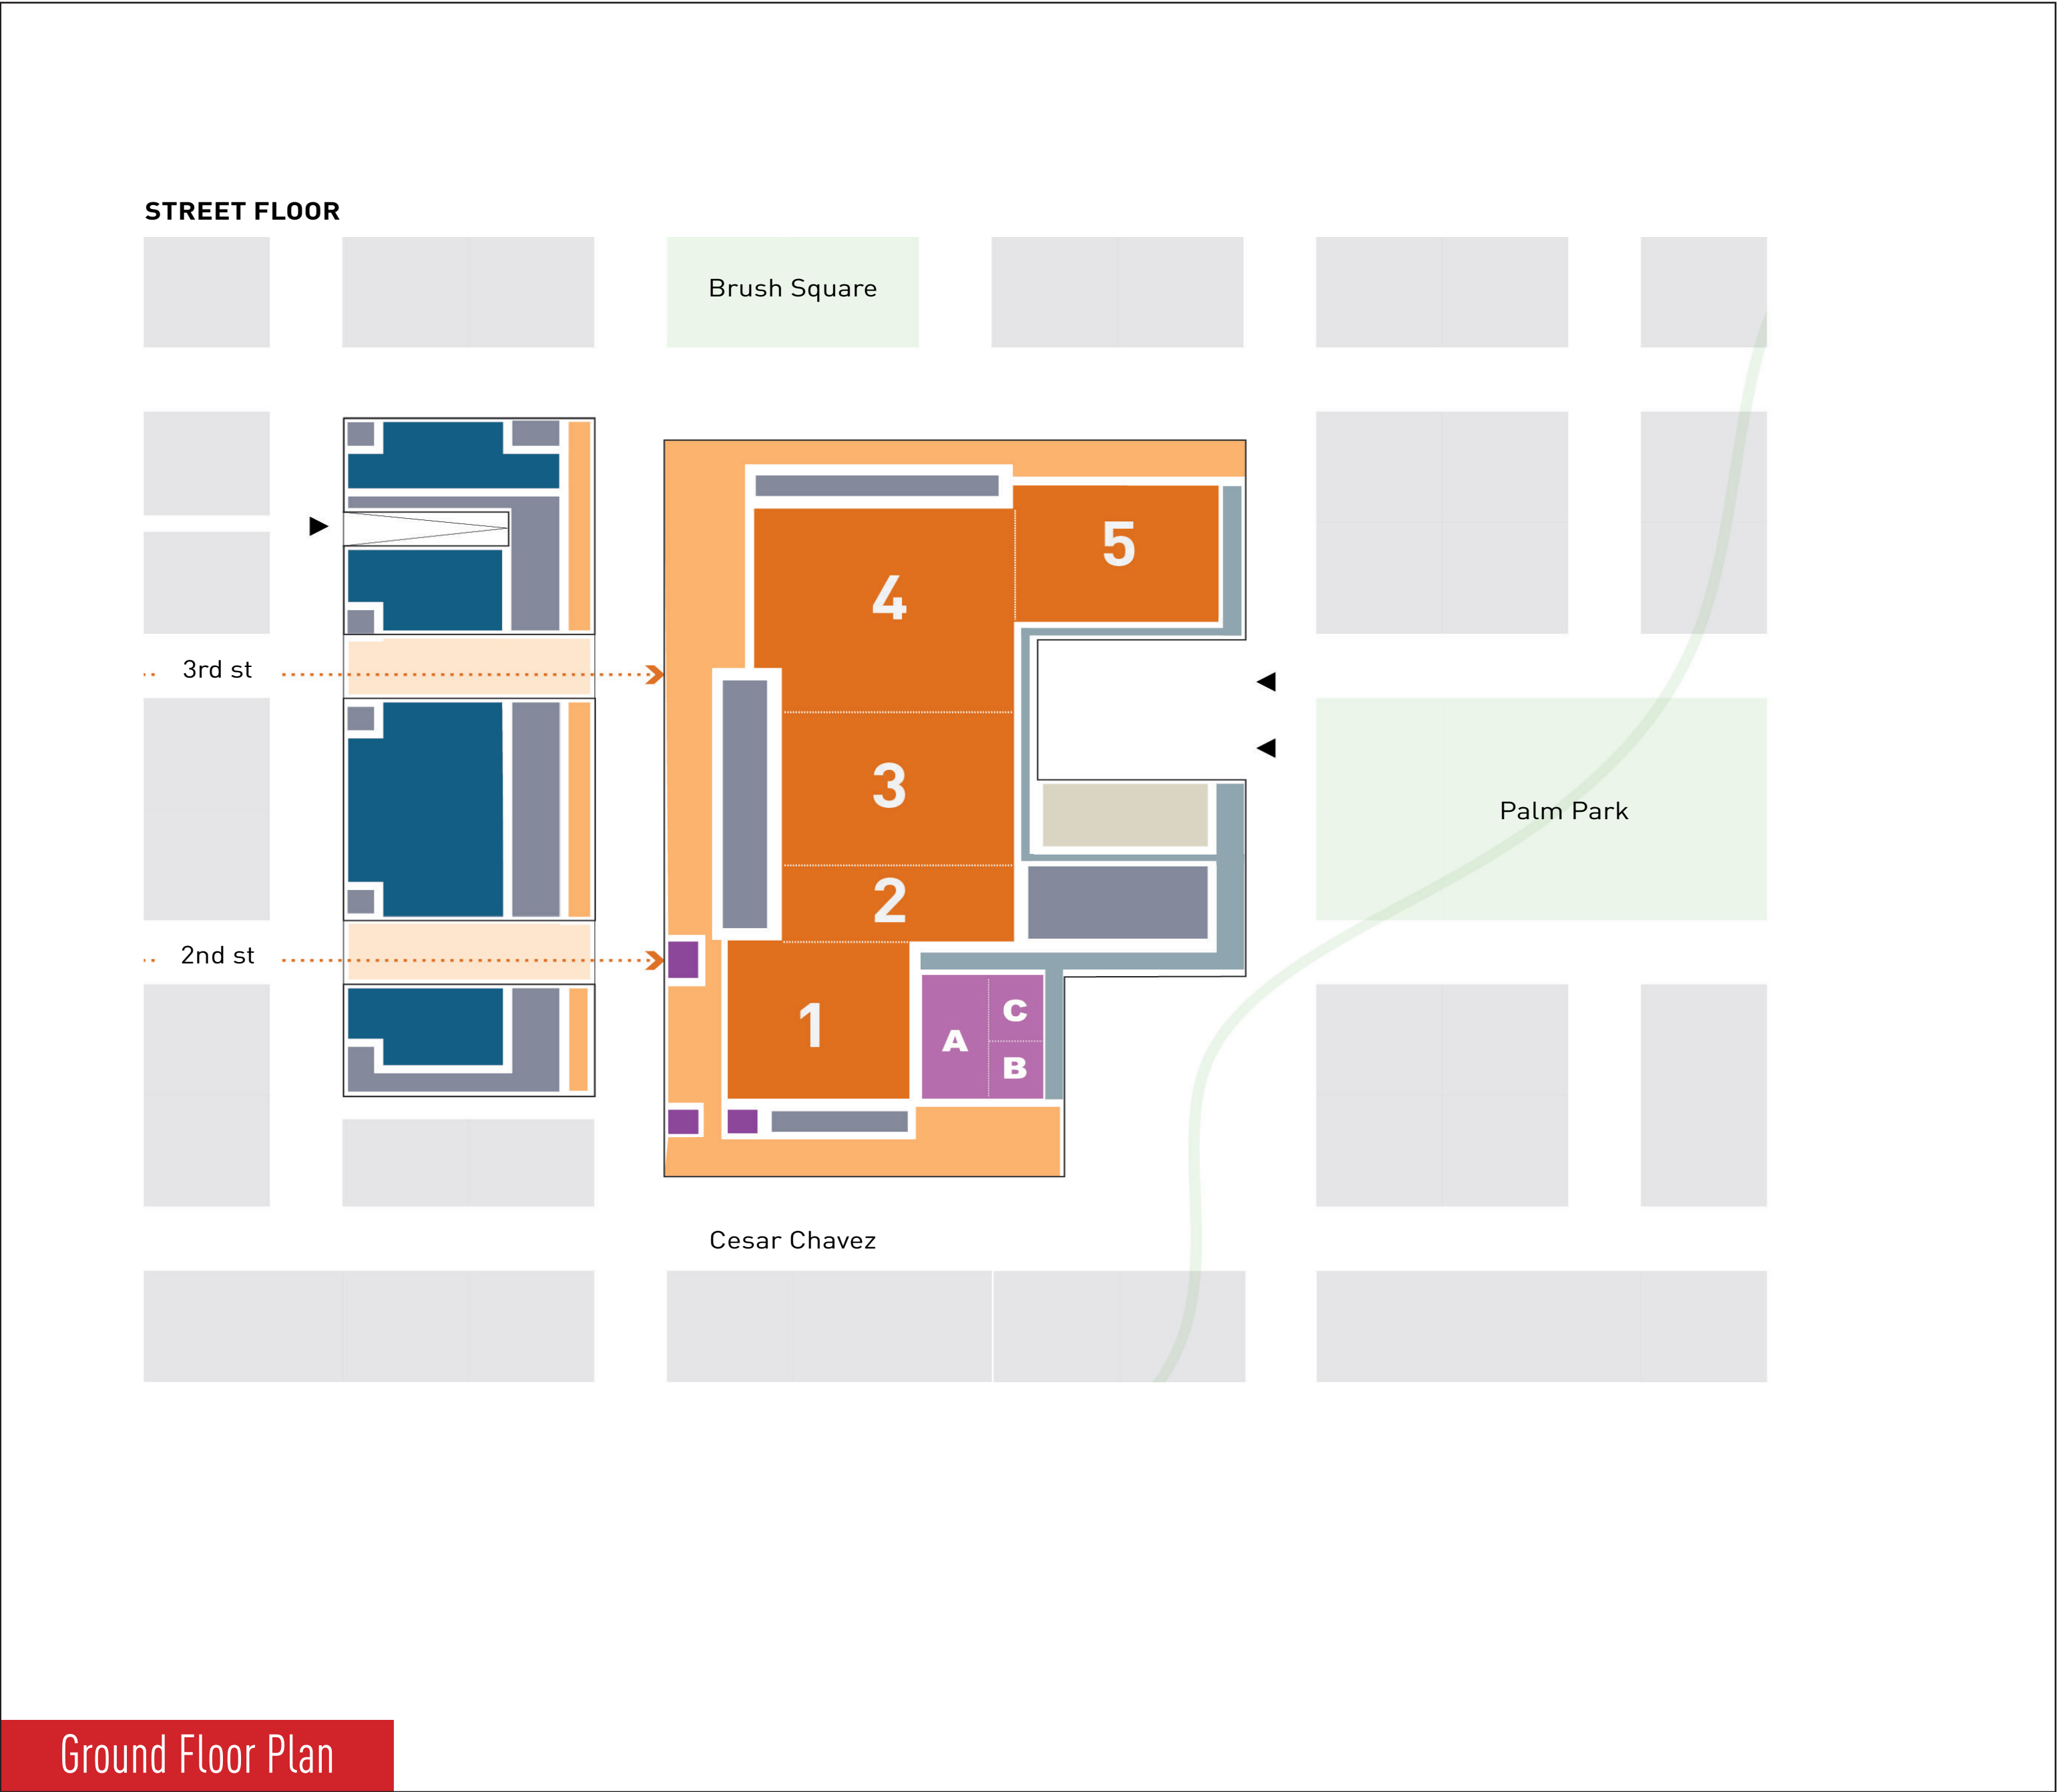 STREET FLOOR
Brush Square
5
4
3rd st
3
Palm Park
2
2nd st
1
A
C
B
Cesar Chavez
Ground Floor Plan